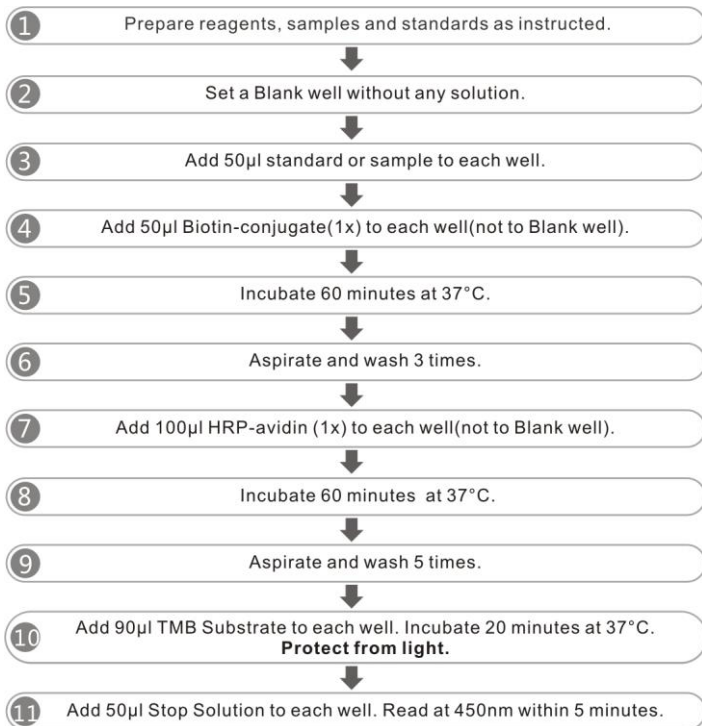 1 Prepare reagents, samples and standards as instructed.
2 Set a Blank well without any solution.
3 Add 50μl standard or sample to each well.
4 Add 50μl Biotin-conjugate(1x) to each well(not to Blank well).
5 Incubate 60 minutes at 37°C.
6 Aspirate and wash 3 times.
7 Add 100μl HRP-avidin (1x) to each well(not to Blank well).
8 Incubate 60 minutes at 37°C.
9 Aspirate and wash 5 times.
10 Add 90μl TMB Substrate to each well. Incubate 20 minutes at 37°C.
Protect from light.
11 Add 50μl Stop Solution to each well. Read at 450nm within 5 minutes.